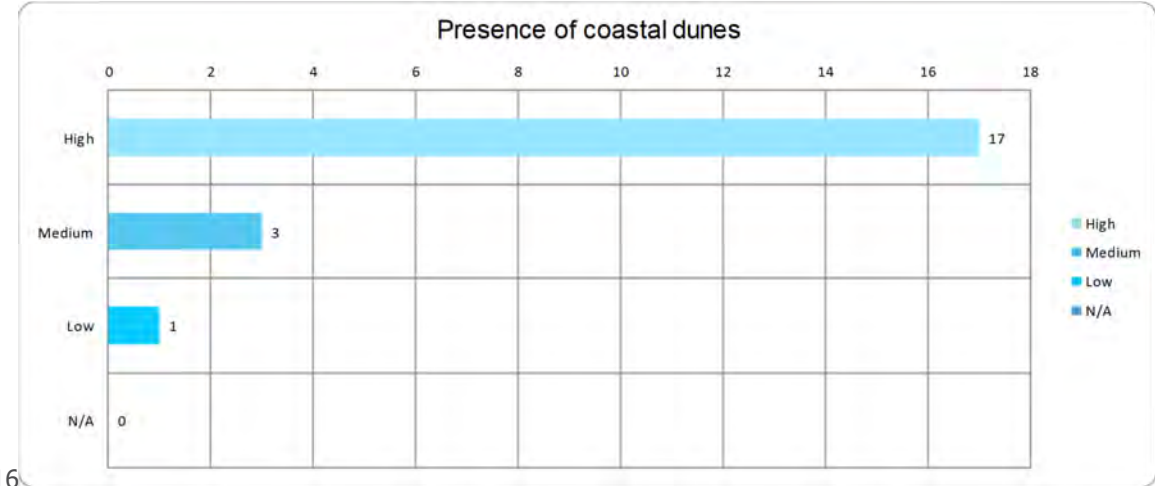 Presence of coastal dunes
0 2 4 6 8 10 12 14 16 18
High 17
Medium 3
Low 1
N/A 0
High
Medium
Low
N/A
6